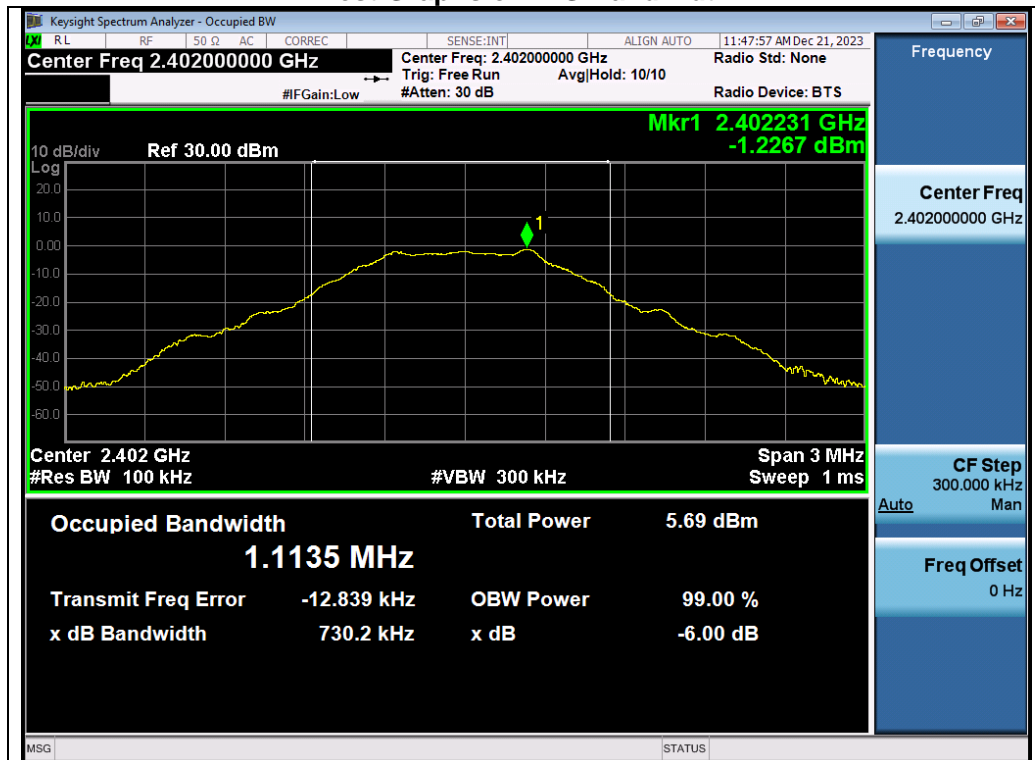 Keysight Spectrum Analyzer - Occupied BW
LXI RL RF 50 Ω AC CORREC SENSE:INT ALIGN AUTO 11:47:57 AM Dec 21, 2023
Center Freq 2.402000000 GHz
Center Freq: 2.402000000 GHz
Radio Std: None
Trig: Free Run Avg|Hold: 10/10
#IFGain:Low #Atten: 30 dB Radio Device: BTS
Mkr1 2.402231 GHz
-1.2267 dBm
10 dB/div Ref 30.00 dBm
Log
20.0
10.0
0.00
-10.0
-20.0
-30.0
-40.0
-50.0
-60.0
1
Center 2.402 GHz Span 3 MHz
#Res BW 100 kHz #VBW 300 kHz Sweep 1 ms
Occupied Bandwidth Total Power 5.69 dBm
1.1135 MHz
Transmit Freq Error -12.839 kHz OBW Power 99.00 %
x dB Bandwidth 730.2 kHz x dB -6.00 dB
MSG STATUS
Frequency
Center Freq
2.402000000 GHz
CF Step
300.000 kHz
Auto Man
Freq Offset
0 Hz